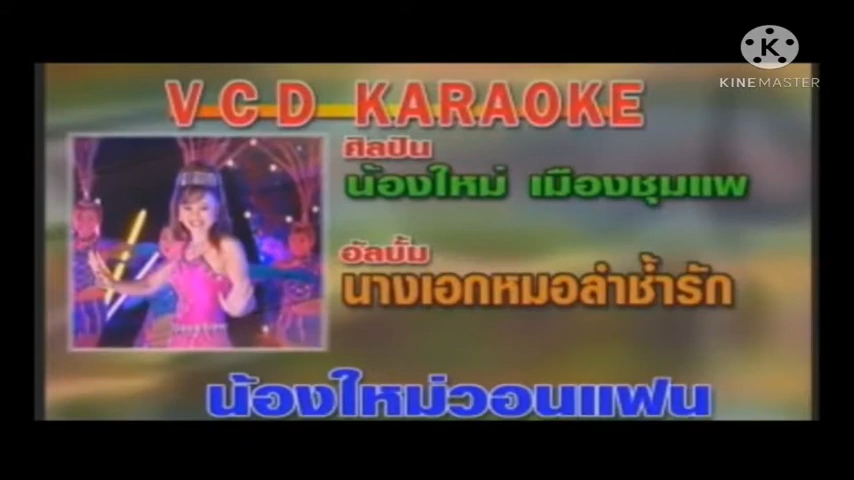 KINEMASTER
VCD KARAOKE
ศิลปิน
น้องใหม่ เมืองชุมแพ
อัลบั้ม
นางเอกหมอลำช้ำรัก
น้องใหม่วอนแฟน